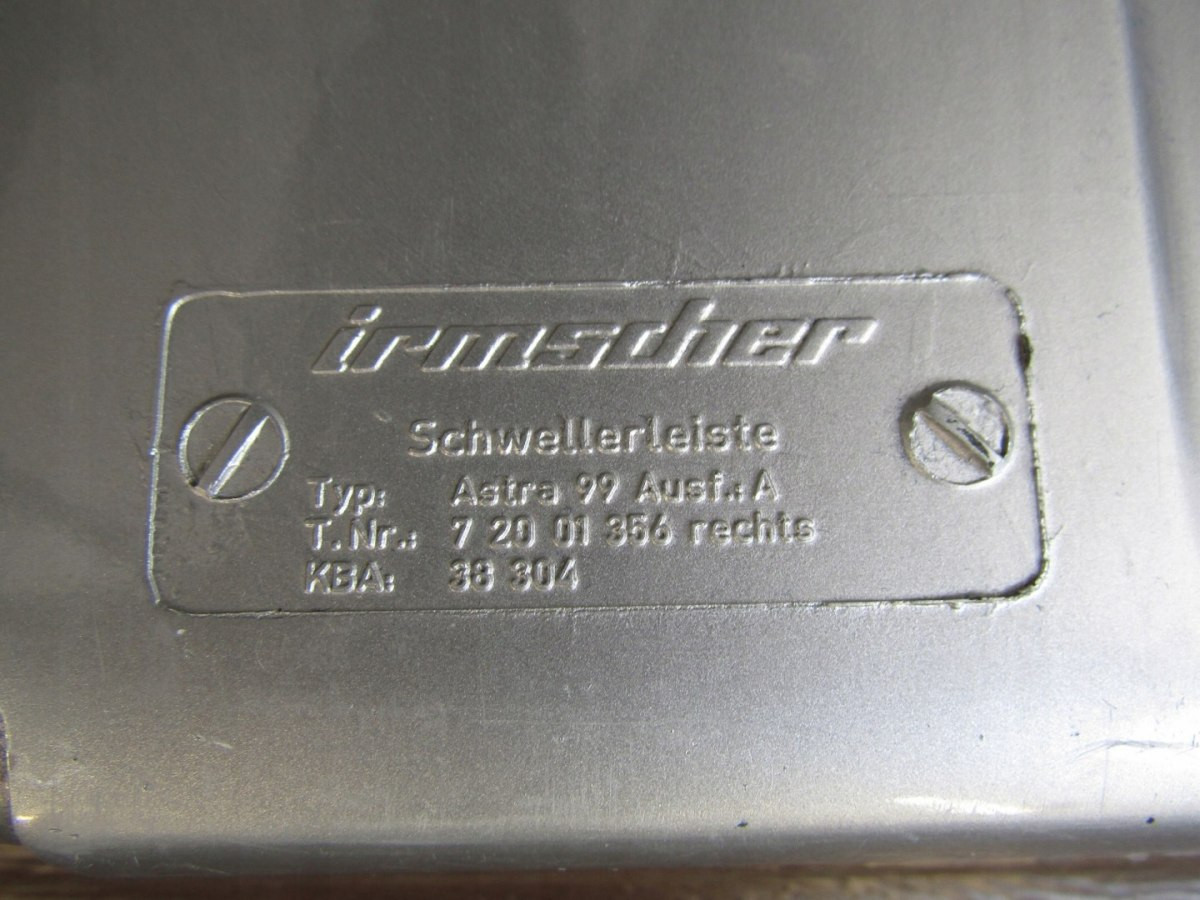 irmscher
Schwellerleiste
Typ: Astra 99 Ausf.: A
T.Nr.: 7 20 01 356 rechts
KBA: 38 304